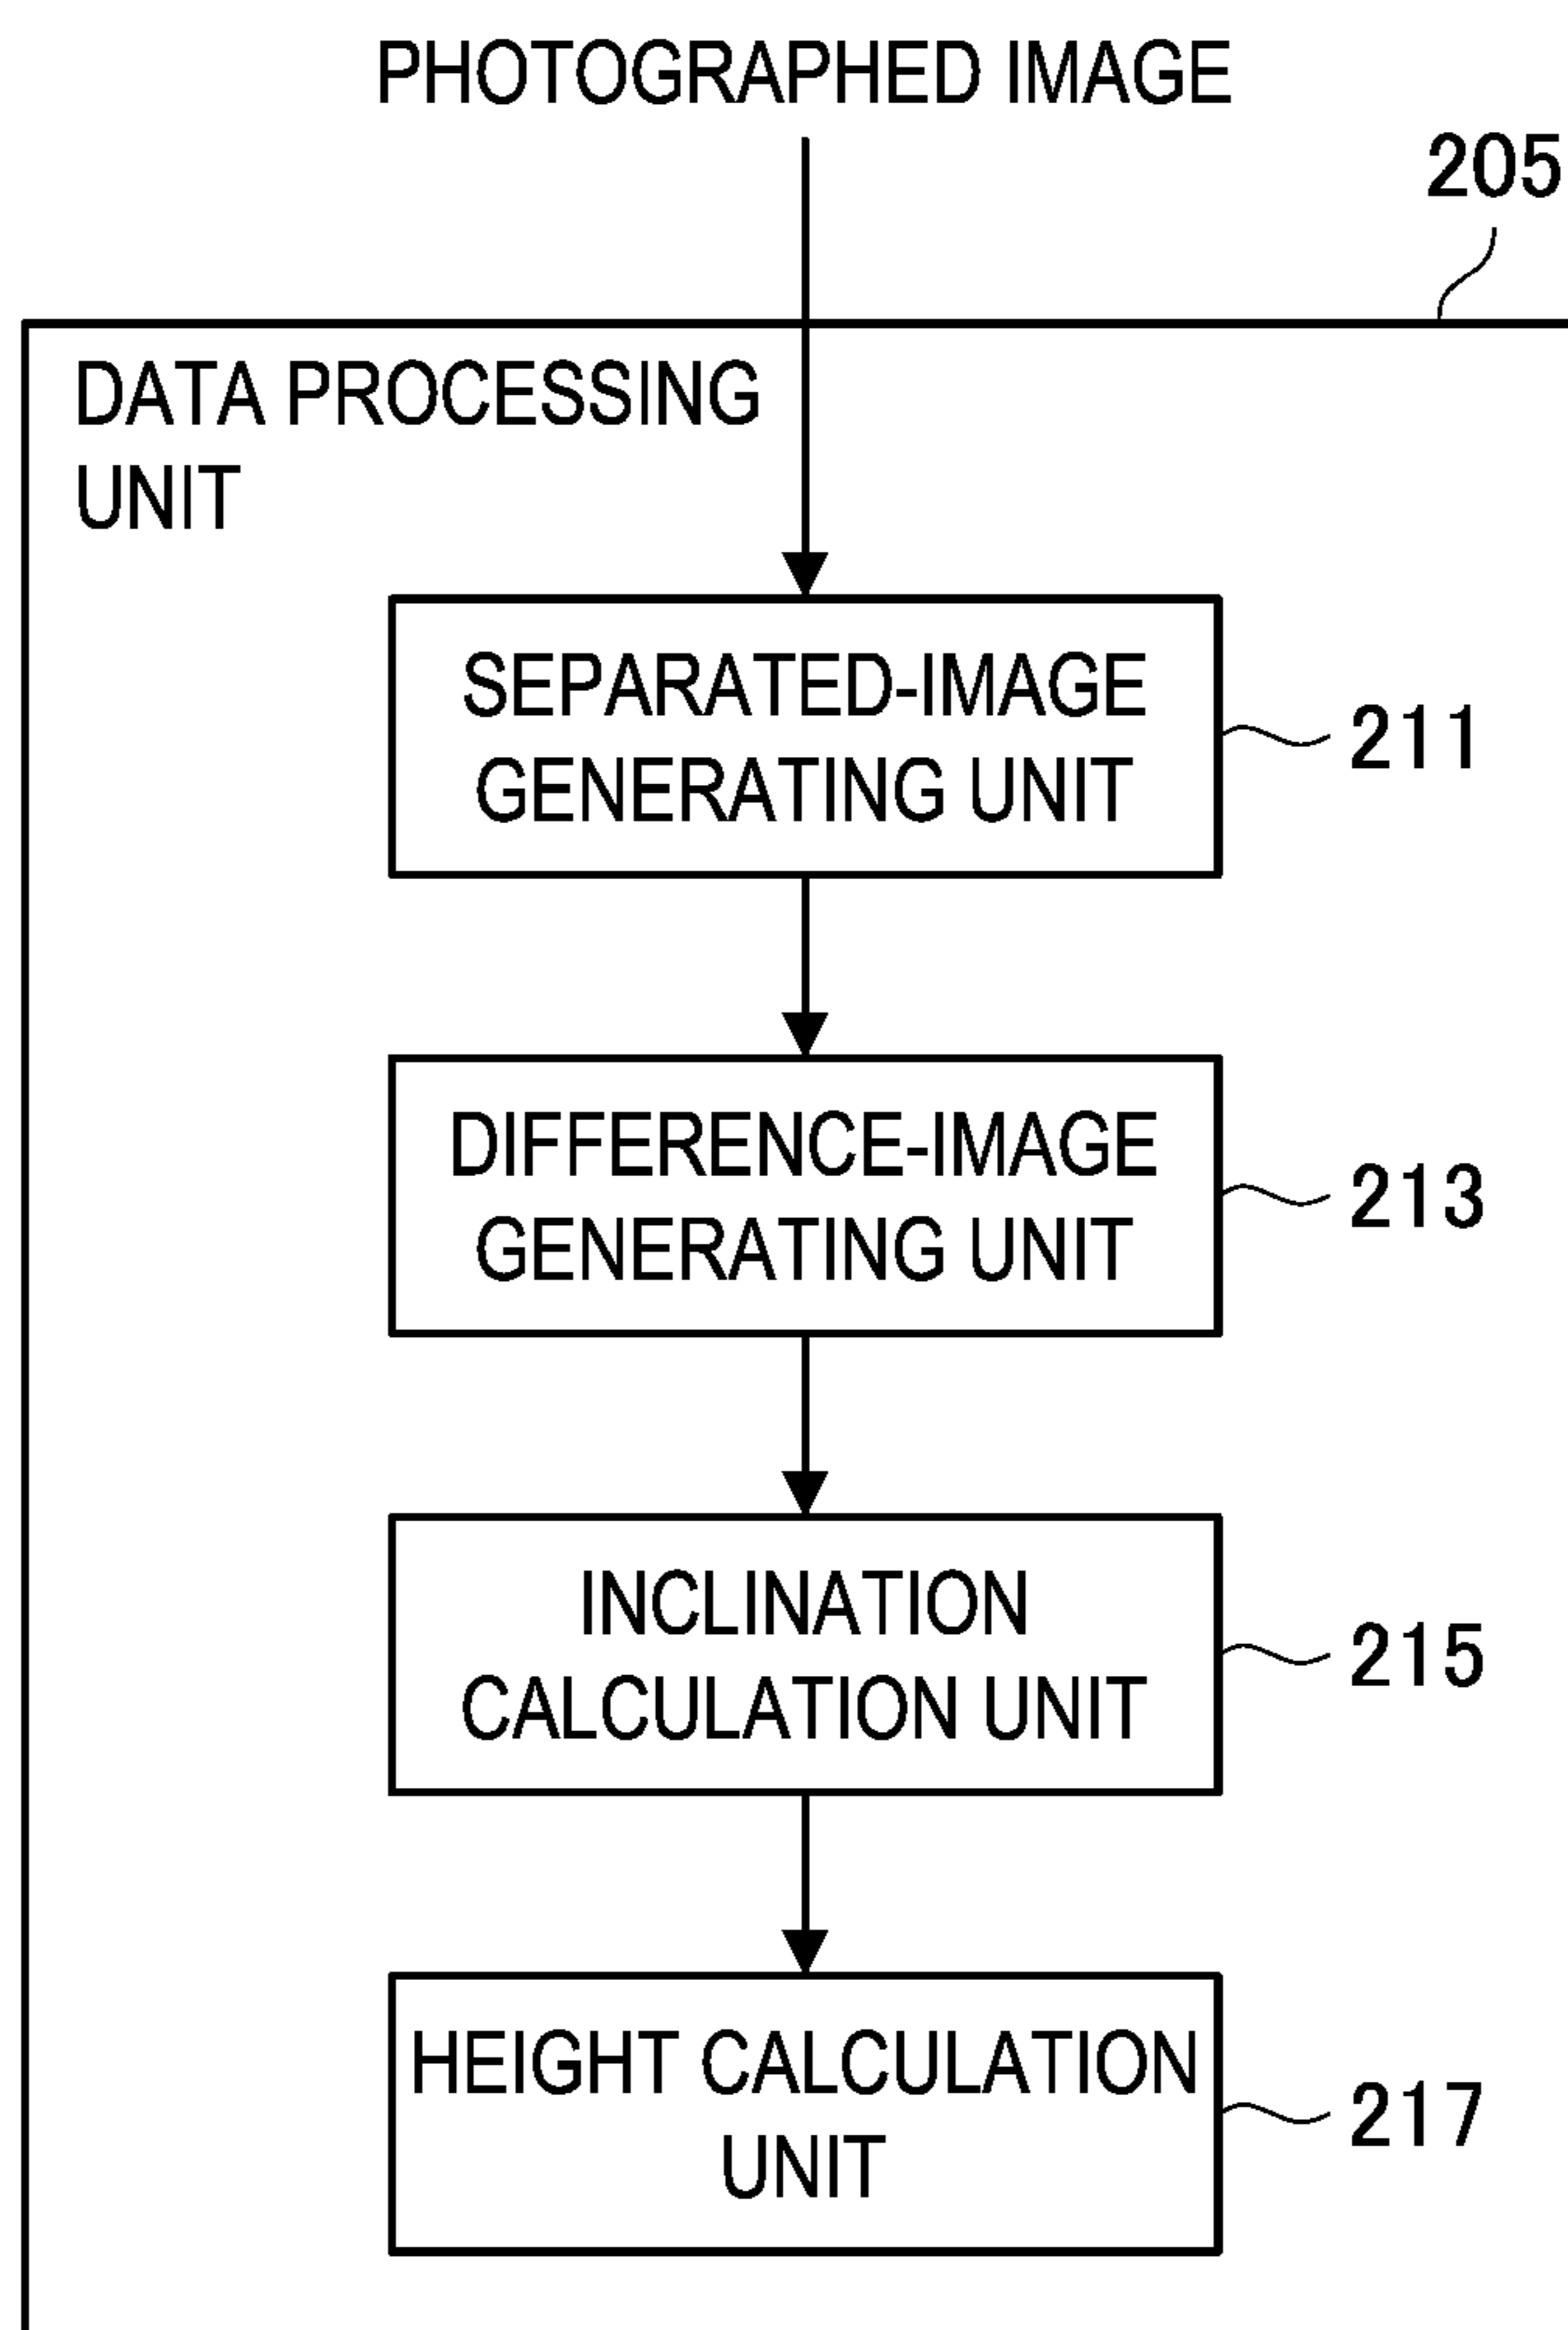 PHOTOGRAPHED IMAGE
205
DATA PROCESSING
UNIT
SEPARATED-IMAGE
GENERATING UNIT
211
DIFFERENCE-IMAGE
GENERATING UNIT
213
INCLINATION
CALCULATION UNIT
215
HEIGHT CALCULATION
UNIT
217